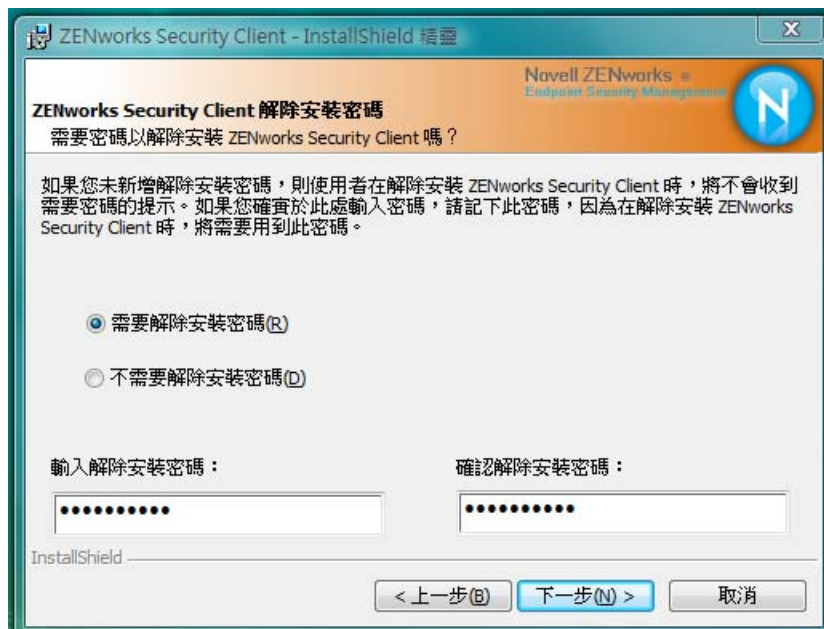 ZENworks Security Client - InstallShield 精靈
Novell ZENworks ®
Endpoint Security Management
ZENworks Security Client 解除安裝密碼
需要密碼以解除安裝 ZENworks Security Client 嗎？
如果您未新增解除安裝密碼，則使用者在解除安裝 ZENworks Security Client 時，將不會收到
需要密碼的提示。如果您確實於此處輸入密碼，請記下此密碼，因為在解除安裝 ZENworks
Security Client 時，將需要用到此密碼。
需要解除安裝密碼(R)
不需要解除安裝密碼(D)
輸入解除安裝密碼： 確認解除安裝密碼：
•••••••••• ••••••••••
InstallShield
< 上一步(B) 下一步(N) > 取消